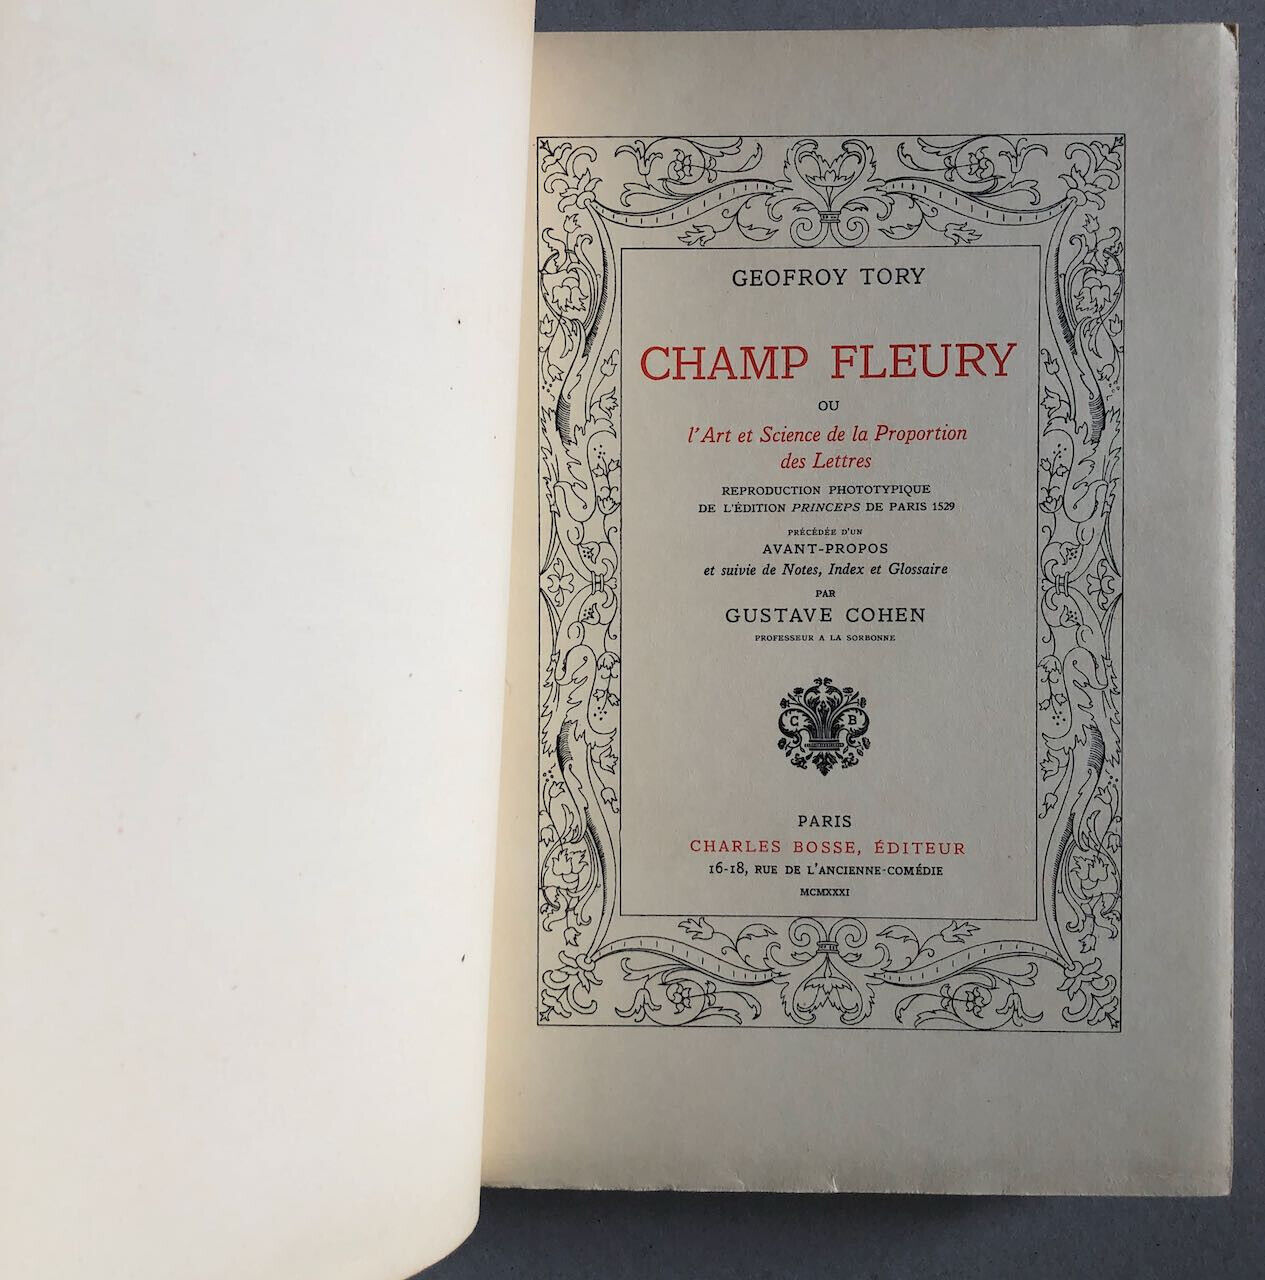 GEOFROY TORY
CHAMP FLEURY
OU
l'Art et Science de la Proportion
des Lettres
REPRODUCTION PHOTOTYPIQUE
DE L'ÉDITION PRINCEPS DE PARIS 1529
PRÉCÉDÉE D'UN
AVANT-PROPOS
et suivie de Notes, Index et Glossaire
PAR
GUSTAVE COHEN
PROFESSEUR A LA SORBONNE
C B
PARIS
CHARLES BOSSE, ÉDITEUR
16-18, RUE DE L'ANCIENNE-COMÉDIE
MCMXXXI